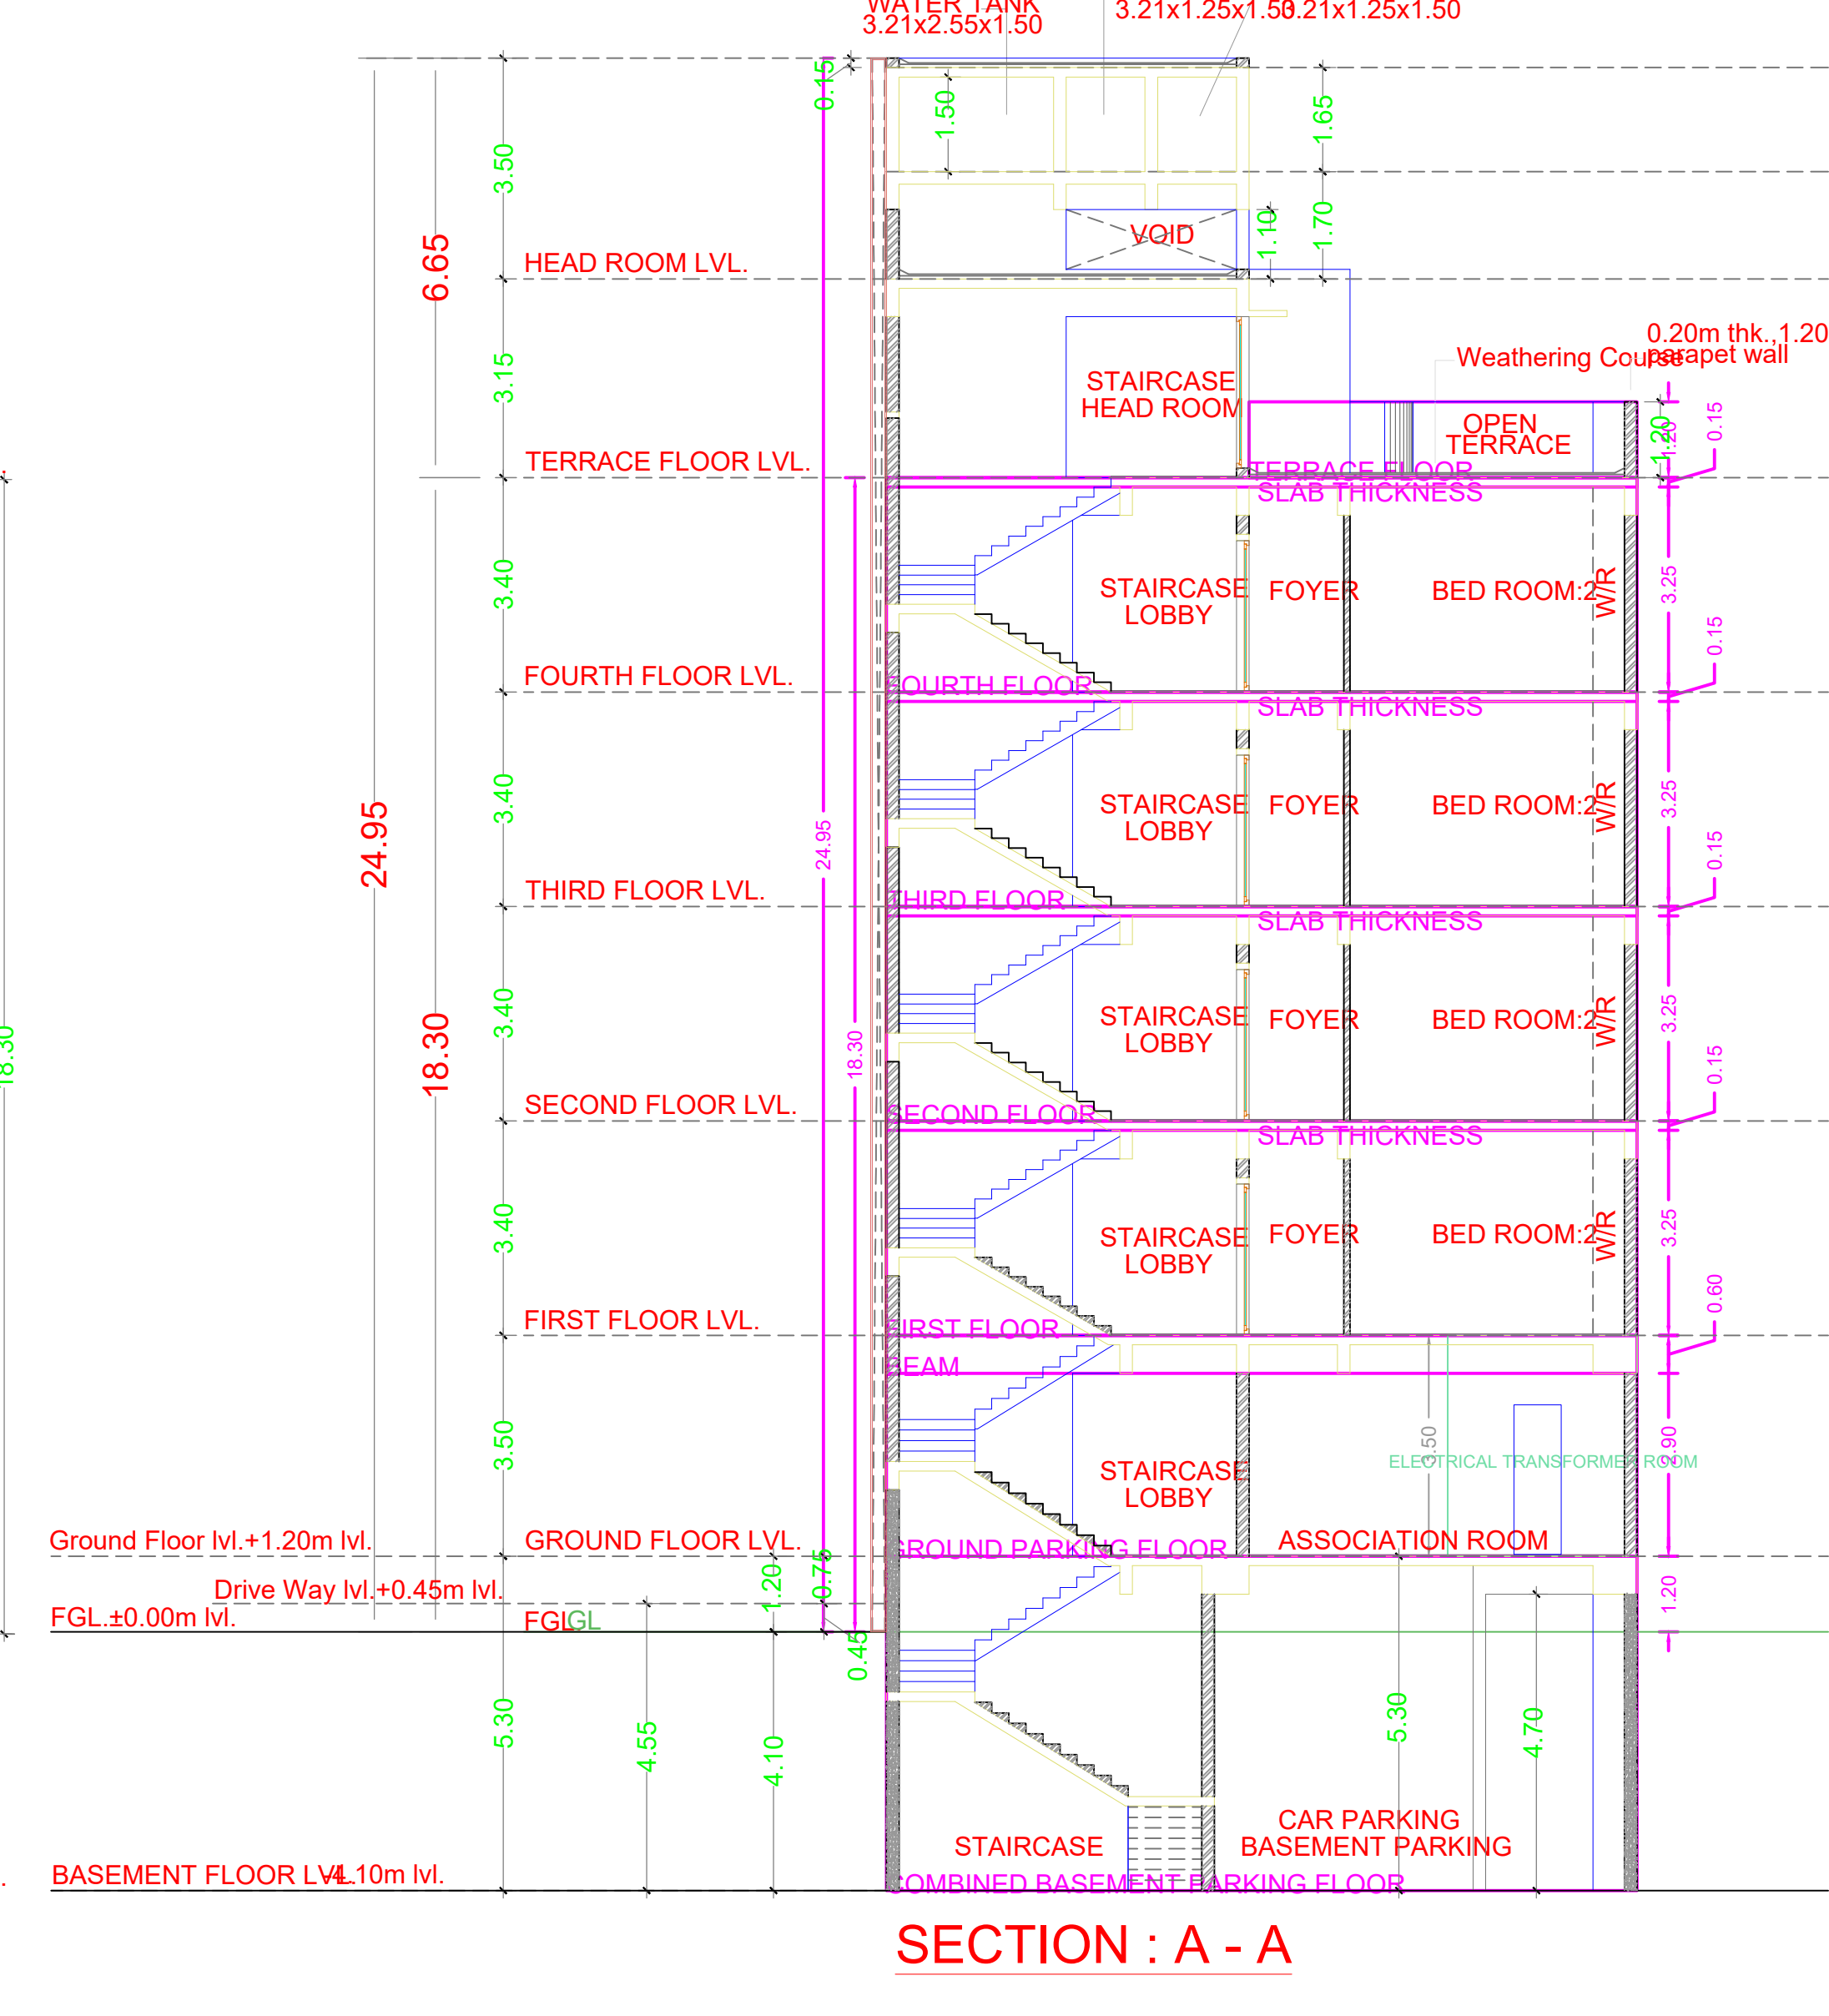 WATER TANK
3.21x2.55x1.50
3.21x1.25x1.50
3.21x1.25x1.50
0.15
1.50
1.65
3.50
1.70
1.10
VOID
6.65
HEAD ROOM LVL.
0.20m thk.,1.20
parapet wall
Weathering Course
3.15
STAIRCASE
HEAD ROOM
OPEN
TERRACE
1.20
1.20
0.15
TERRACE FLOOR LVL.
TERRACE FLOOR
SLAB THICKNESS
3.40
STAIRCASE
LOBBY
FOYER
BED ROOM:2
W/R
3.25
0.15
FOURTH FLOOR LVL.
FOURTH FLOOR
SLAB THICKNESS
24.95
3.40
24.95
STAIRCASE
LOBBY
FOYER
BED ROOM:2
W/R
3.25
0.15
THIRD FLOOR LVL.
THIRD FLOOR
SLAB THICKNESS
18.30
18.30
3.40
18.30
STAIRCASE
LOBBY
FOYER
BED ROOM:2
W/R
3.25
0.15
SECOND FLOOR LVL.
SECOND FLOOR
SLAB THICKNESS
3.40
STAIRCASE
LOBBY
FOYER
BED ROOM:2
W/R
3.25
0.60
FIRST FLOOR LVL.
FIRST FLOOR
BEAM
3.50
3.50
2.90
ELECTRICAL TRANSFORMER ROOM
STAIRCASE
LOBBY
Ground Floor lvl.+1.20m lvl.
GROUND FLOOR LVL.
GROUND PARKING FLOOR
ASSOCIATION ROOM
Drive Way lvl.+0.45m lvl.
1.20
0.75
1.20
FGL.±0.00m lvl.
FGL
GL
0.45
5.30
4.55
4.10
5.30
4.70
STAIRCASE
CAR PARKING
BASEMENT PARKING
BASEMENT FLOOR LVL.
-4.10m lvl.
COMBINED BASEMENT PARKING FLOOR
SECTION : A - A